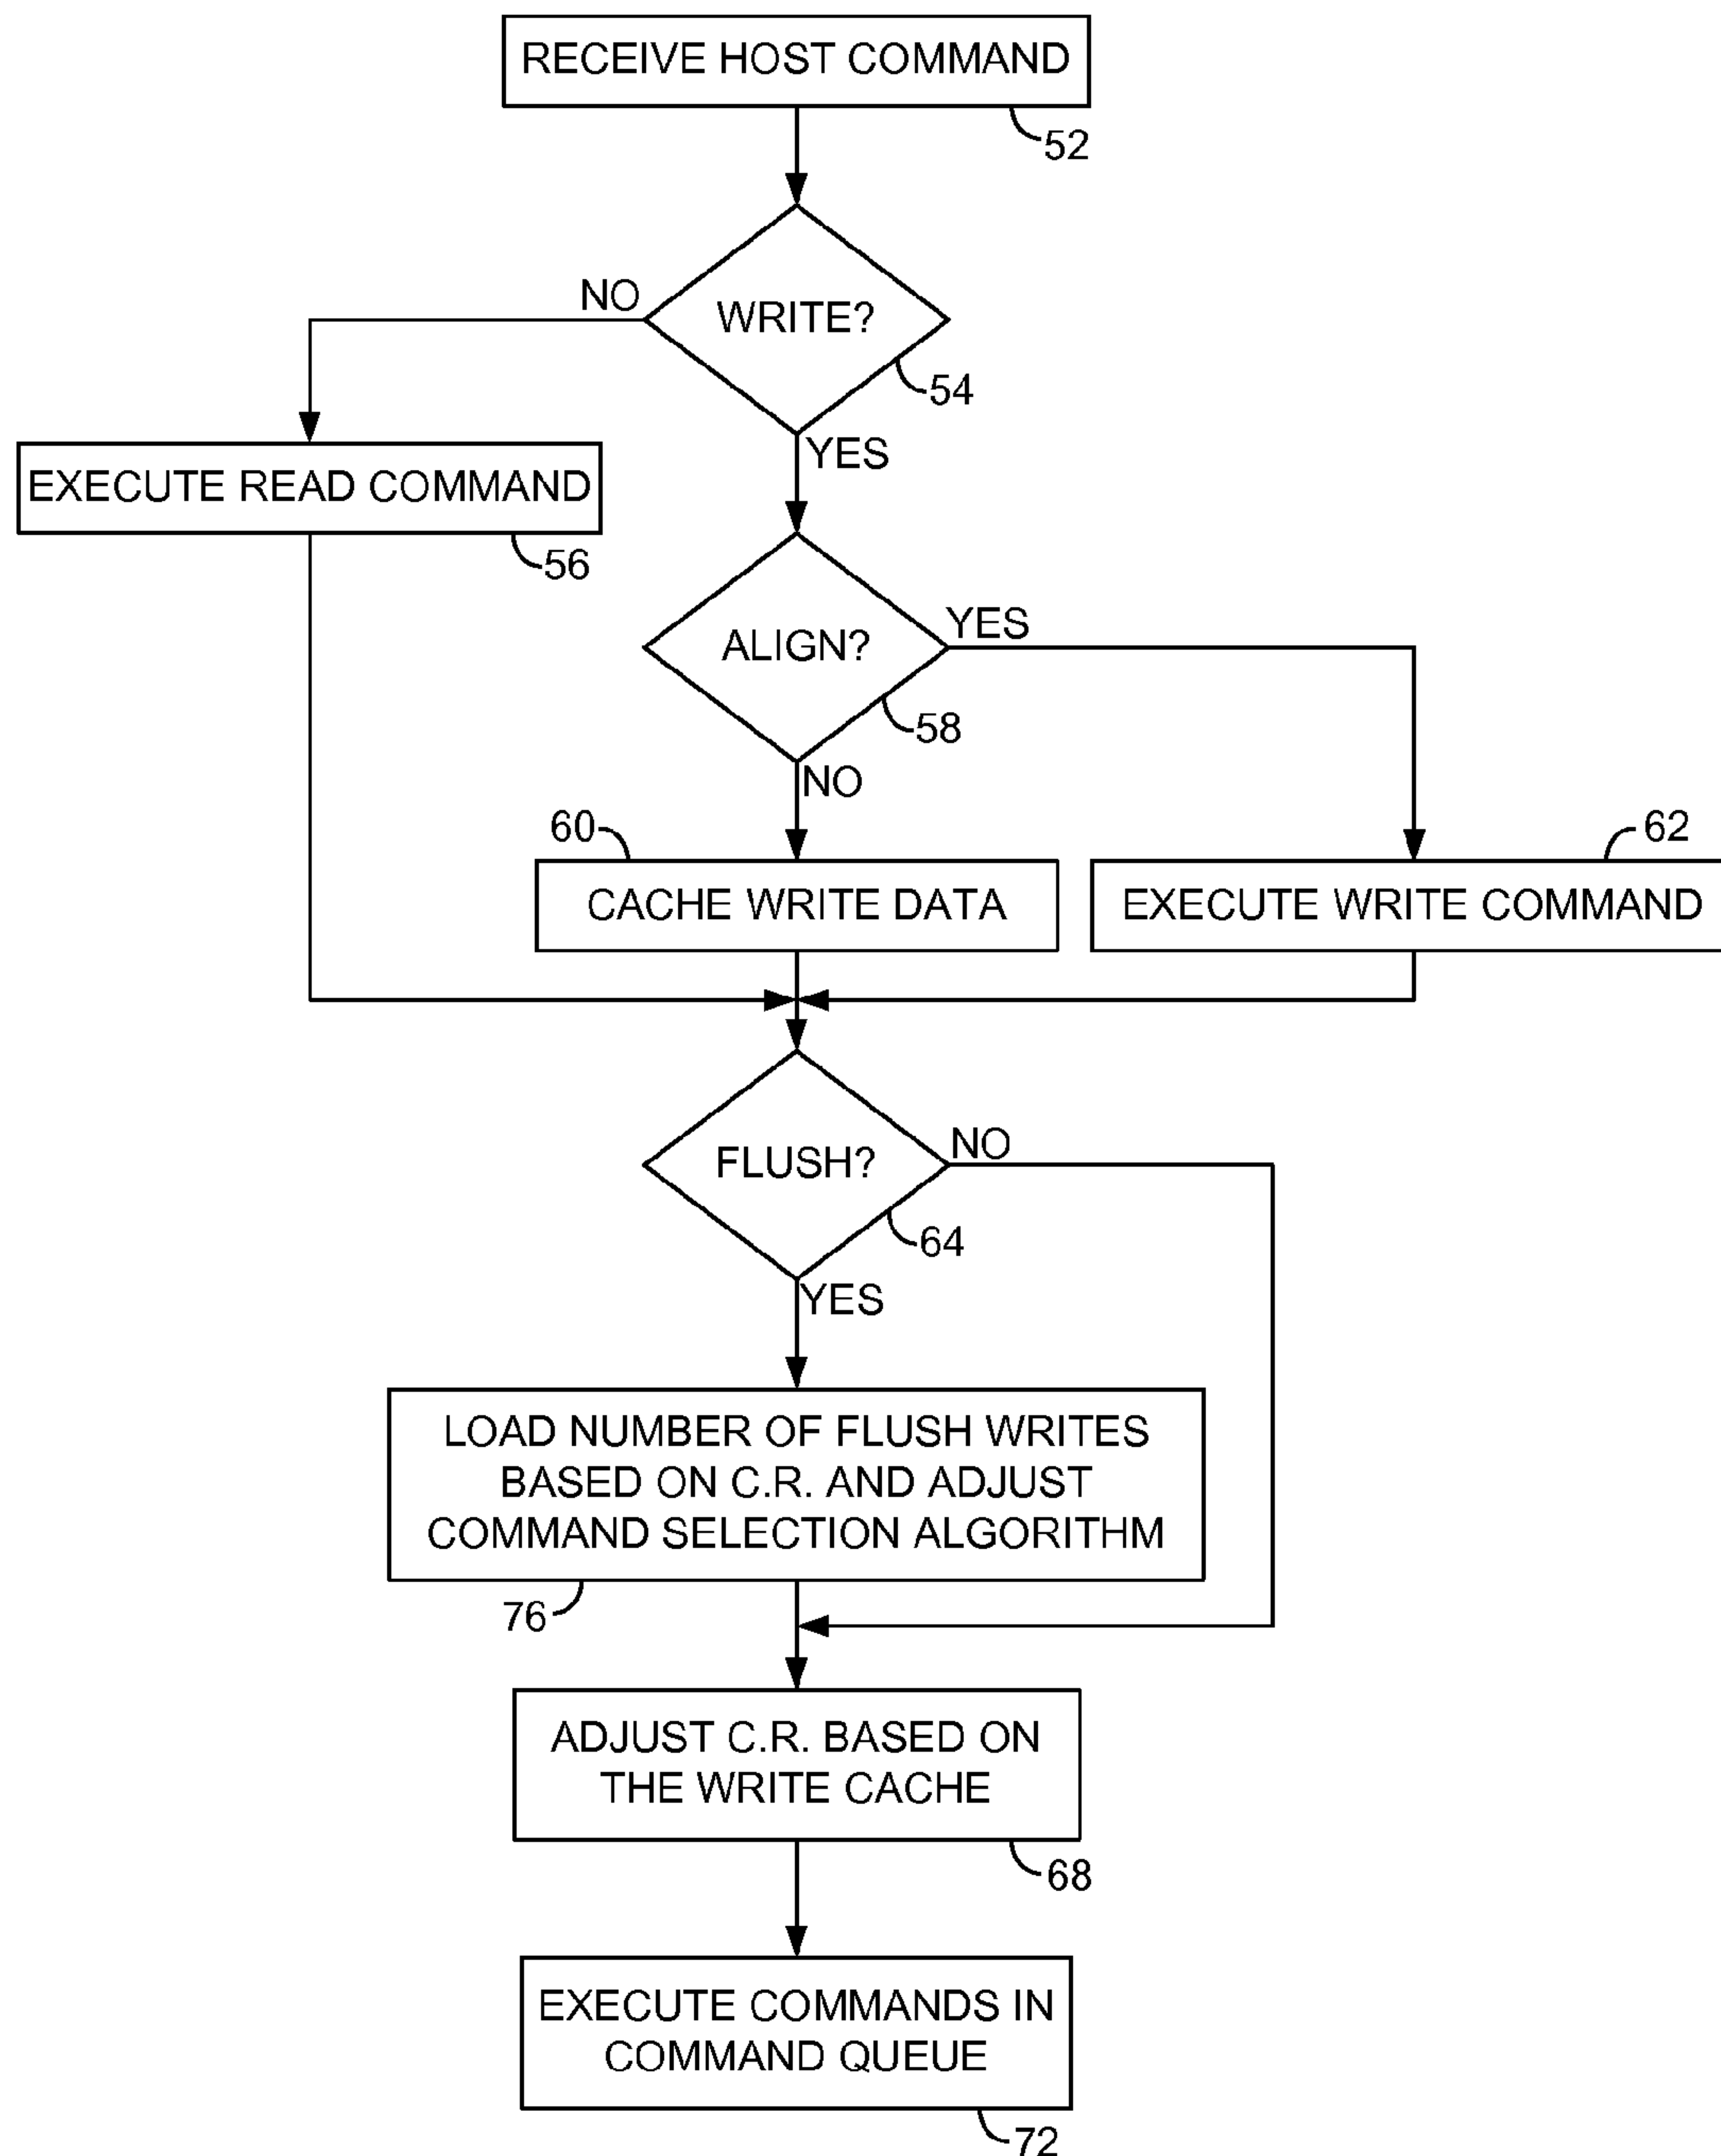 RECEIVE HOST COMMAND
52
NO
WRITE?
54
YES
EXECUTE READ COMMAND
56
YES
ALIGN?
58
NO
60
62
CACHE WRITE DATA
EXECUTE WRITE COMMAND
NO
FLUSH?
64
YES
LOAD NUMBER OF FLUSH WRITES
BASED ON C.R. AND ADJUST
COMMAND SELECTION ALGORITHM
76
ADJUST C.R. BASED ON
THE WRITE CACHE
68
EXECUTE COMMANDS IN
COMMAND QUEUE
72